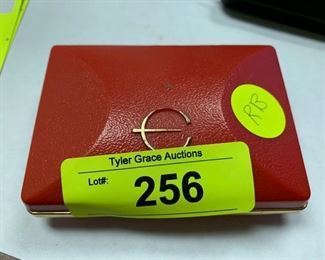 RB
Tyler Grace Auctions
Lot#:
256